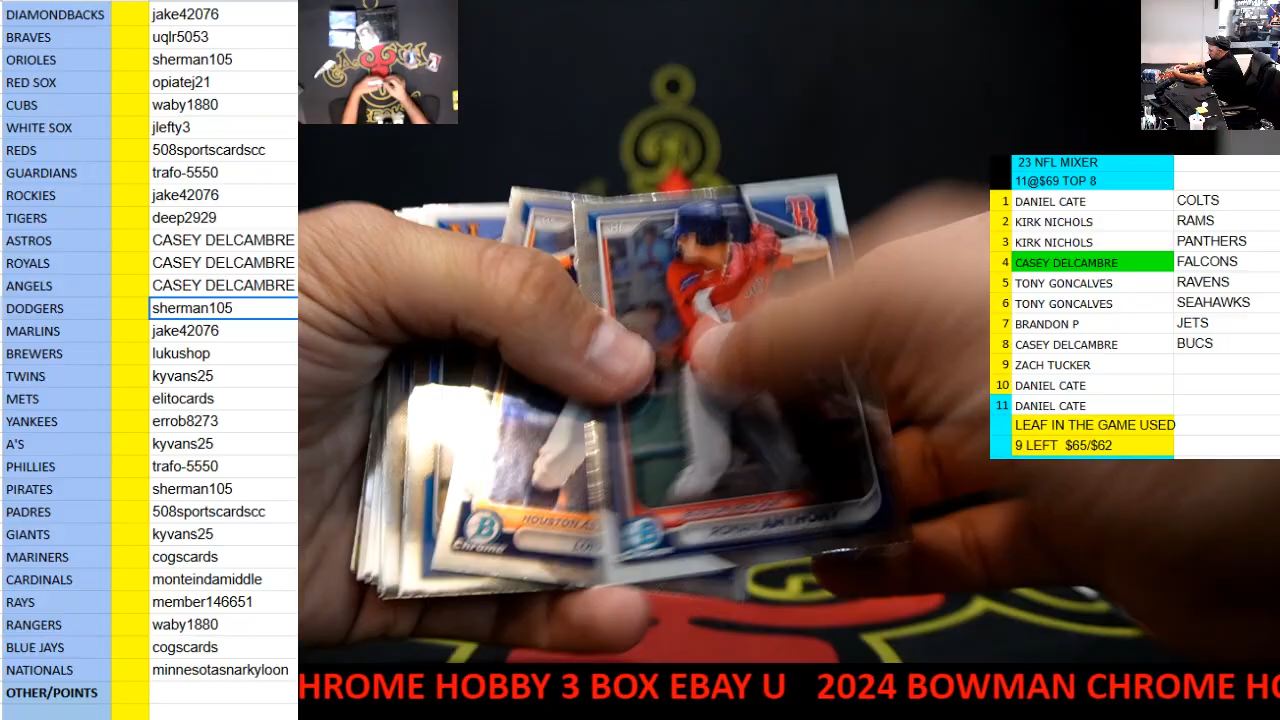 DIAMONDBACKS jake42076
BRAVES uqlr5053
ORIOLES sherman105
RED SOX opiatej21
CUBS waby1880
WHITE SOX jlefty3
REDS 508sportscardscc
GUARDIANS trafo-5550
ROCKIES jake42076
TIGERS deep2929
ASTROS CASEY DELCAMBRE
ROYALS CASEY DELCAMBRE
ANGELS CASEY DELCAMBRE
DODGERS sherman105
MARLINS jake42076
BREWERS lukushop
TWINS kyvans25
METS elitocards
YANKEES errob8273
A'S kyvans25
PHILLIES trafo-5550
PIRATES sherman105
PADRES 508sportscardscc
GIANTS kyvans25
MARINERS cogscards
CARDINALS monteindamiddle
RAYS member146651
RANGERS waby1880
BLUE JAYS cogscards
NATIONALS minnesotasnarkyloon
OTHER/POINTS
23 NFL MIXER
11@$69 TOP 8
1 DANIEL CATE COLTS
2 KIRK NICHOLS RAMS
3 KIRK NICHOLS PANTHERS
4 CASEY DELCAMBRE FALCONS
5 TONY GONCALVES RAVENS
6 TONY GONCALVES SEAHAWKS
7 BRANDON P JETS
8 CASEY DELCAMBRE BUCS
9 ZACH TUCKER
10 DANIEL CATE
11 DANIEL CATE
LEAF IN THE GAME USED
9 LEFT $65/$62
B
HOUSTON AS
Chrome
ANTHONY
HROME HOBBY 3 BOX EBAY U 2024 BOWMAN CHROME HO